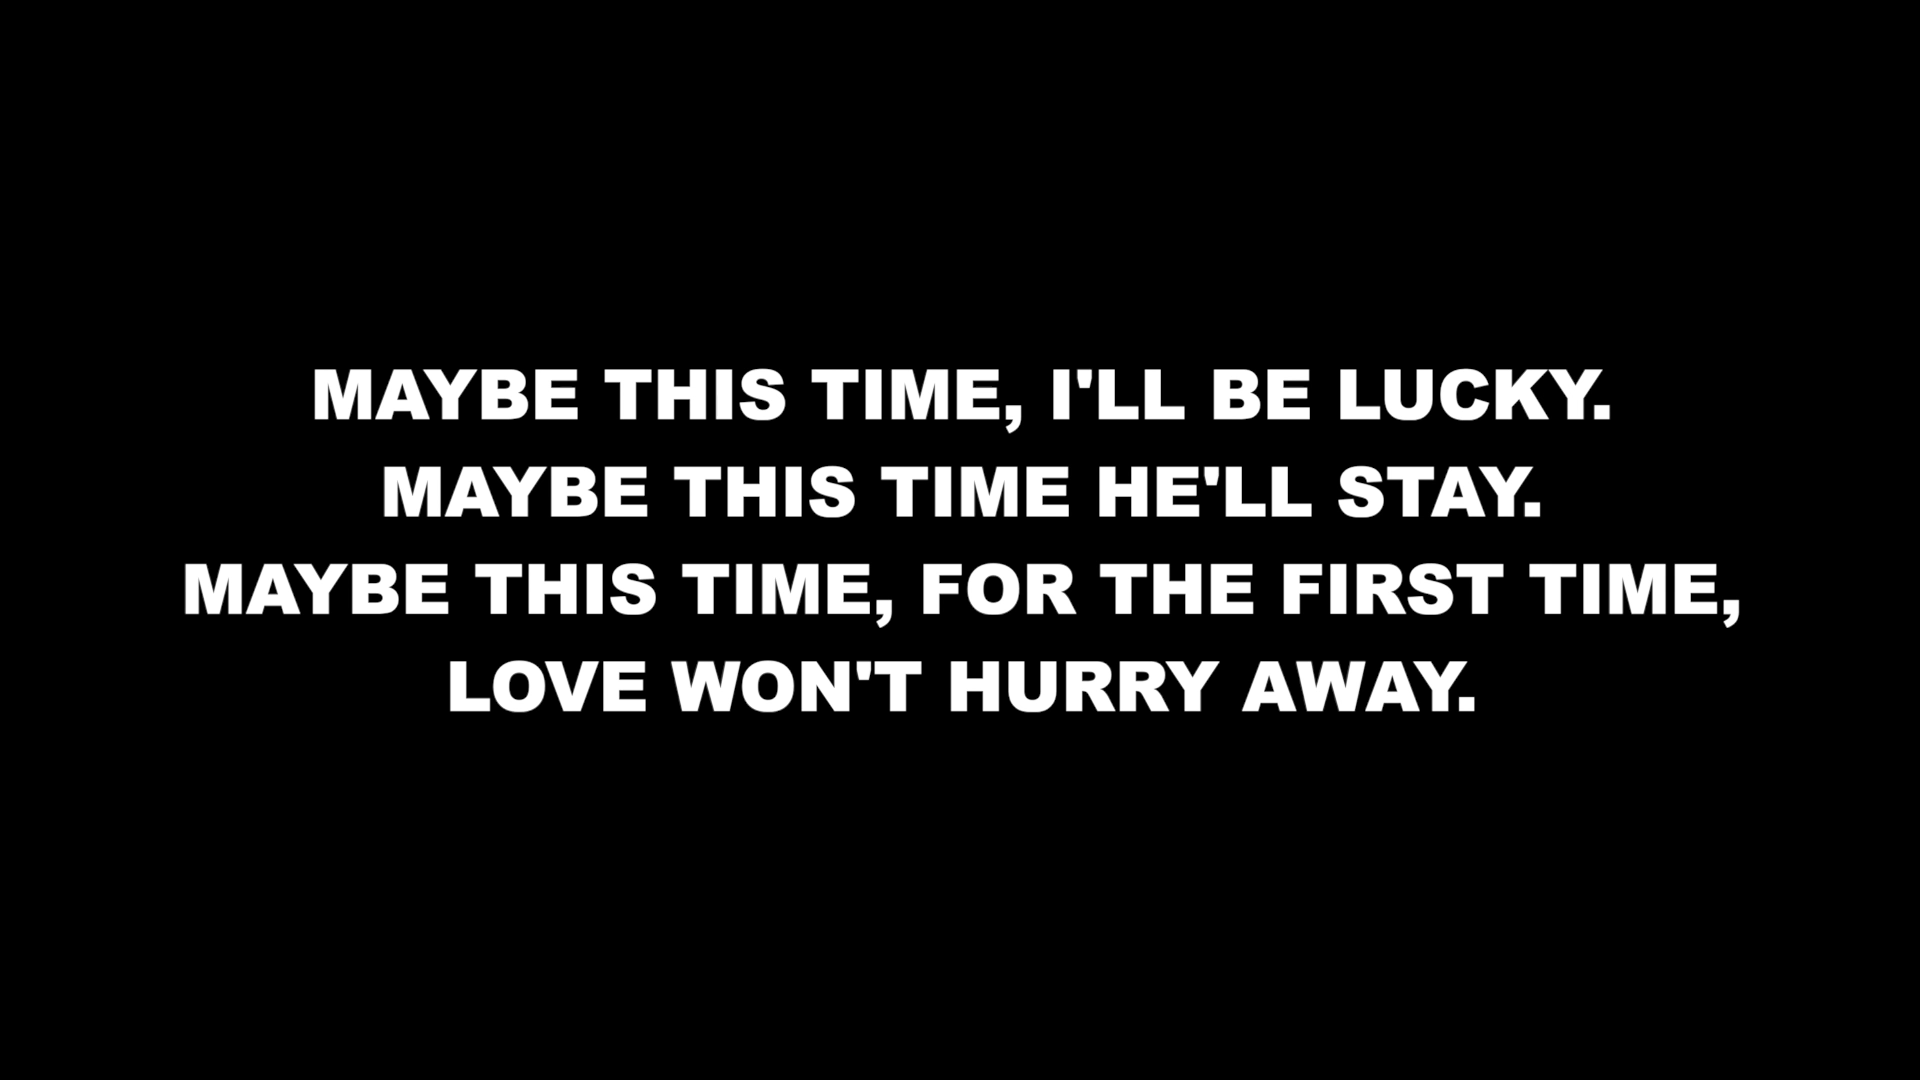 MAYBE THIS TIME, I'LL BE LUCKY.
MAYBE THIS TIME HE'LL STAY.
MAYBE THIS TIME, FOR THE FIRST TIME,
LOVE WON'T HURRY AWAY.